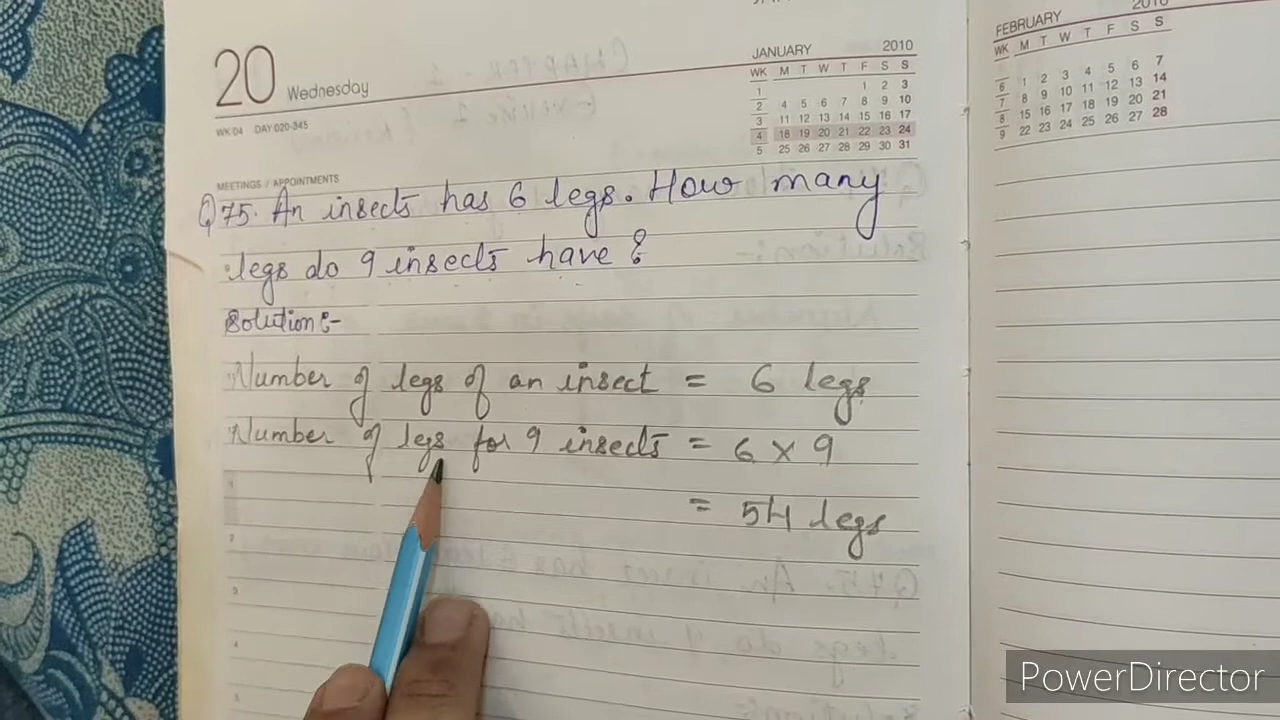 20 Wednesday
WK 04 DAY 020-345
JANUARY 2010
WK M T W T F S S
1 1 2 3
2 4 5 6 7 8 9 10
3 11 12 13 14 15 16 17
4 18 19 20 21 22 23 24
5 25 26 27 28 29 30 31
FEBRUARY 2010
WK M T W T F S S
6 1 2 3 4 5 6 7
7 8 9 10 11 12 13 14
8 15 16 17 18 19 20 21
9 22 23 24 25 26 27 28
MEETINGS / APPOINTMENTS
Q75. An insects has 6 legs. How many
legs do 9 insects have?
Solution:-
Number of legs of an insect = 6 legs
Number of legs for 9 insects = 6 x 9
= 54 legs
1
2
3
4
5
PowerDirector